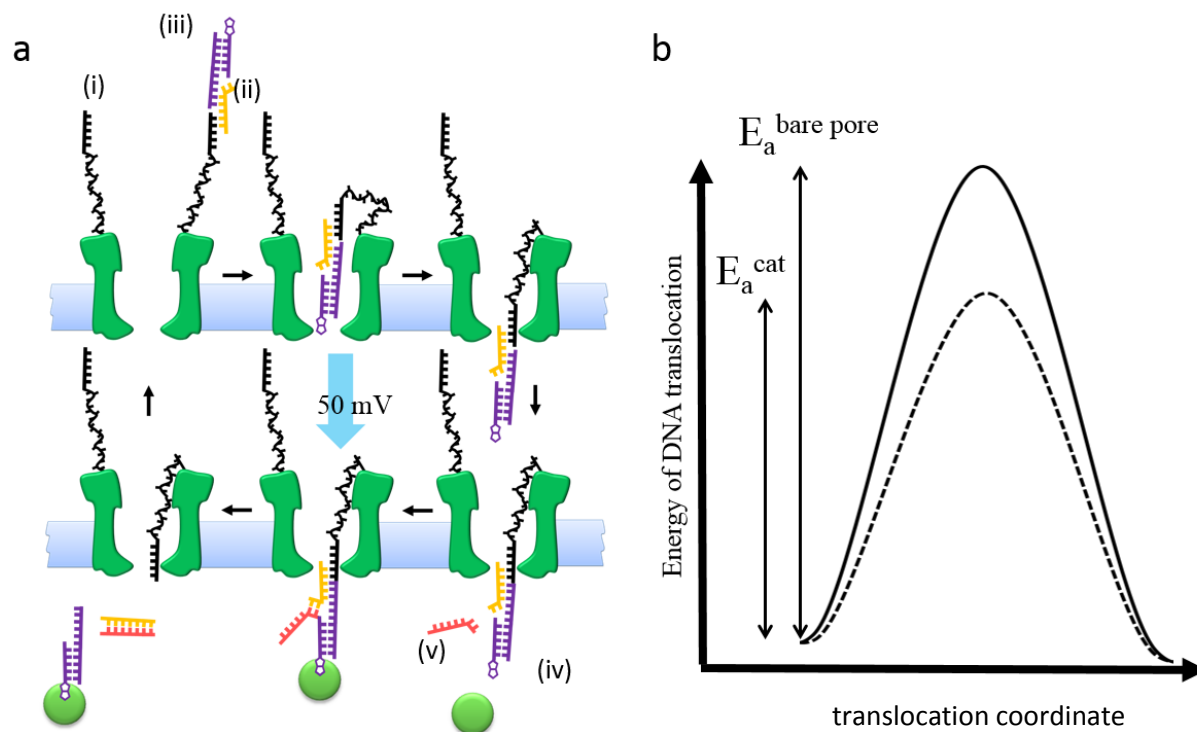 a
(iii)
(i)
(ii)
50 mV
(v)
(iv)
b
E_a^bare pore
E_a^cat
Energy of DNA translocation
translocation coordinate